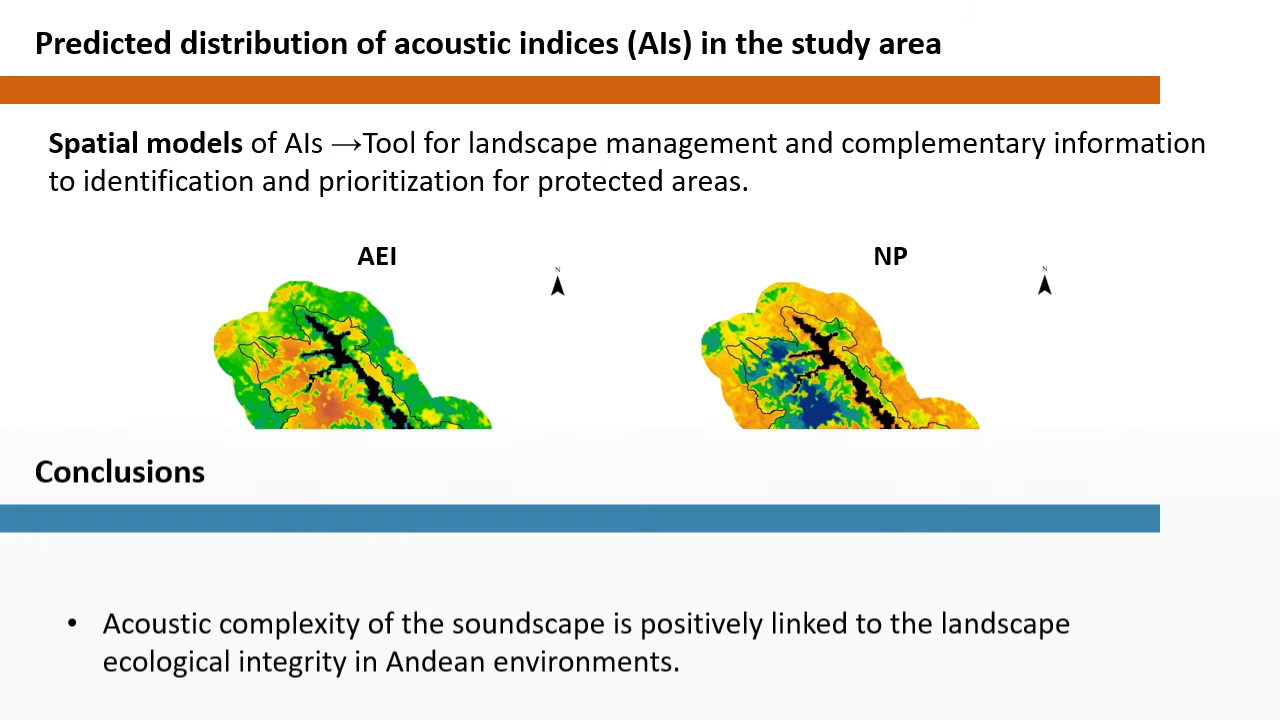 Predicted distribution of acoustic indices (AIs) in the study area
Spatial models of AIs →Tool for landscape management and complementary information
to identification and prioritization for protected areas.
AEI
NP
N
N
Conclusions
• Acoustic complexity of the soundscape is positively linked to the landscape
ecological integrity in Andean environments.